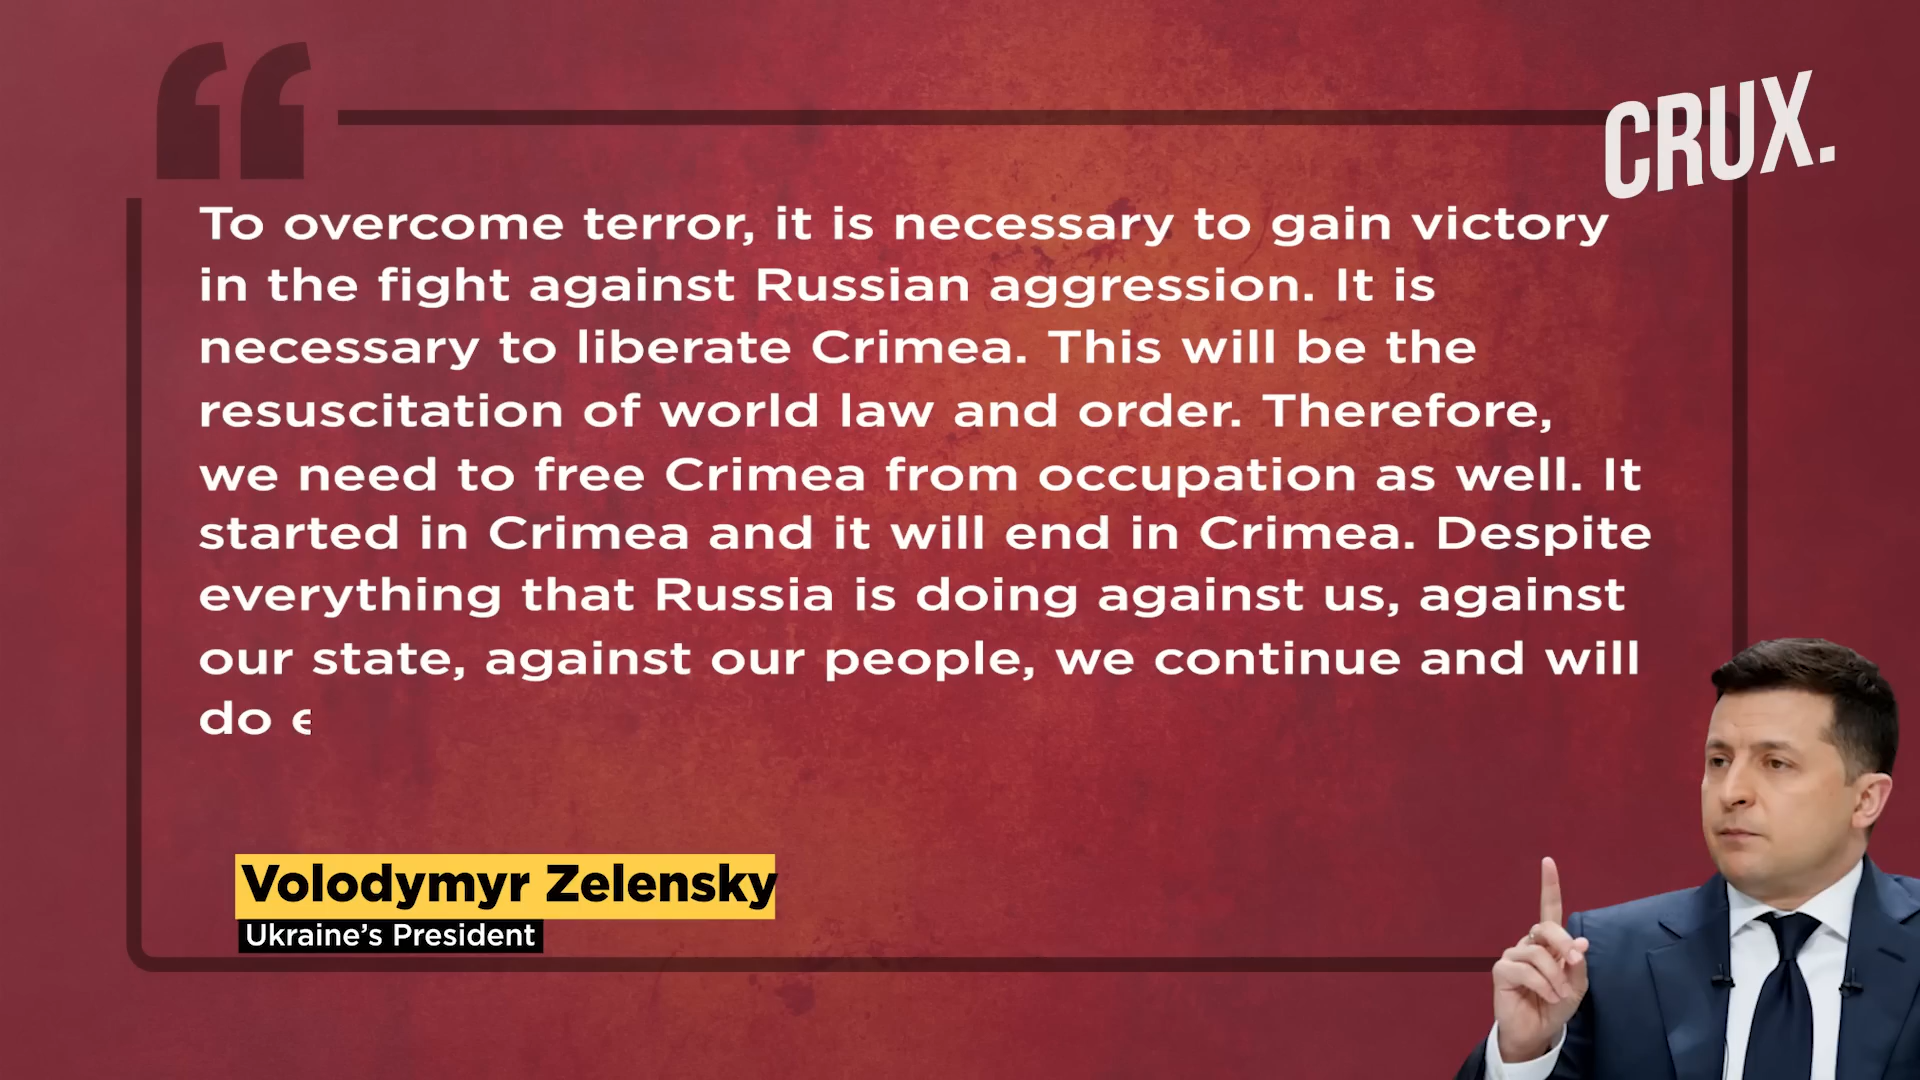 CRUX.
To overcome terror, it is necessary to gain victory
in the fight against Russian aggression. It is
necessary to liberate Crimea. This will be the
resuscitation of world law and order. Therefore,
we need to free Crimea from occupation as well. It
started in Crimea and it will end in Crimea. Despite
everything that Russia is doing against us, against
our state, against our people, we continue and will
do
Volodymyr Zelensky
Ukraine's President